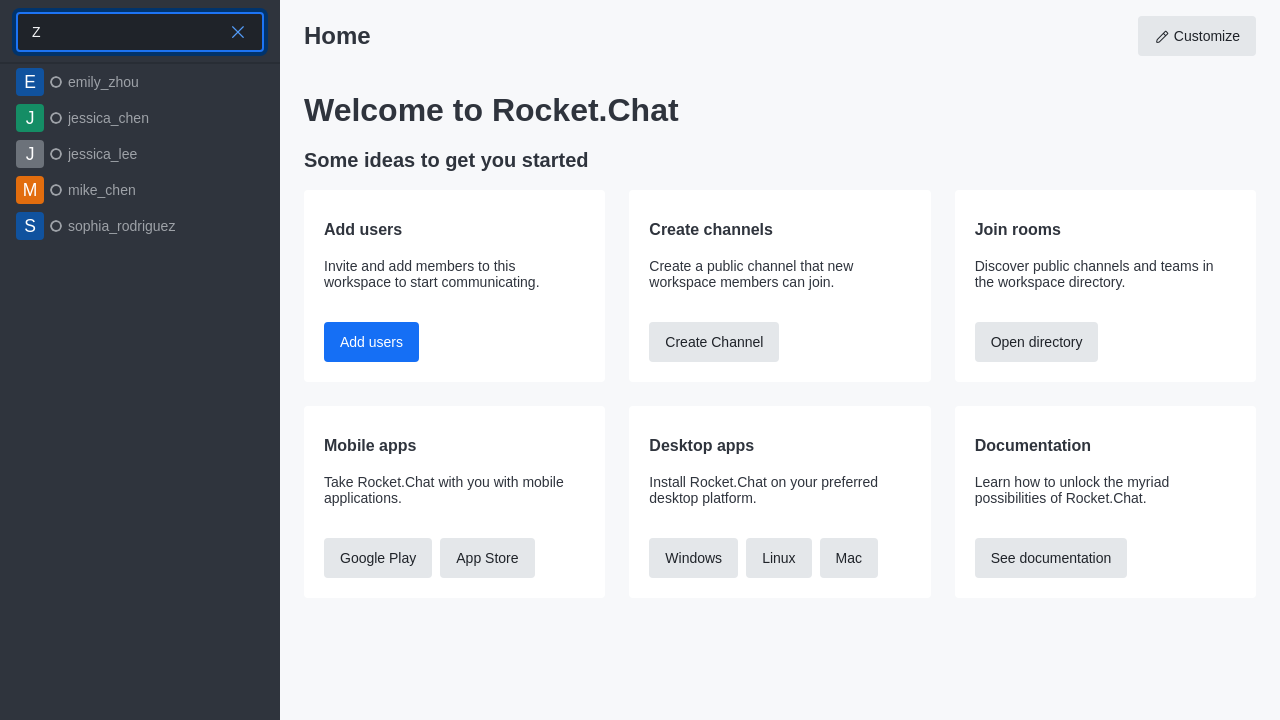 Z
E emily_zhou
J jessica_chen
J jessica_lee
M mike_chen
S sophia_rodriguez
Home
Customize
Welcome to Rocket.Chat
Some ideas to get you started
Add users
Invite and add members to this
workspace to start communicating.
Add users
Create channels
Create a public channel that new
workspace members can join.
Create Channel
Join rooms
Discover public channels and teams in
the workspace directory.
Open directory
Mobile apps
Take Rocket.Chat with you with mobile
applications.
Google Play App Store
Desktop apps
Install Rocket.Chat on your preferred
desktop platform.
Windows Linux Mac
Documentation
Learn how to unlock the myriad
possibilities of Rocket.Chat.
See documentation